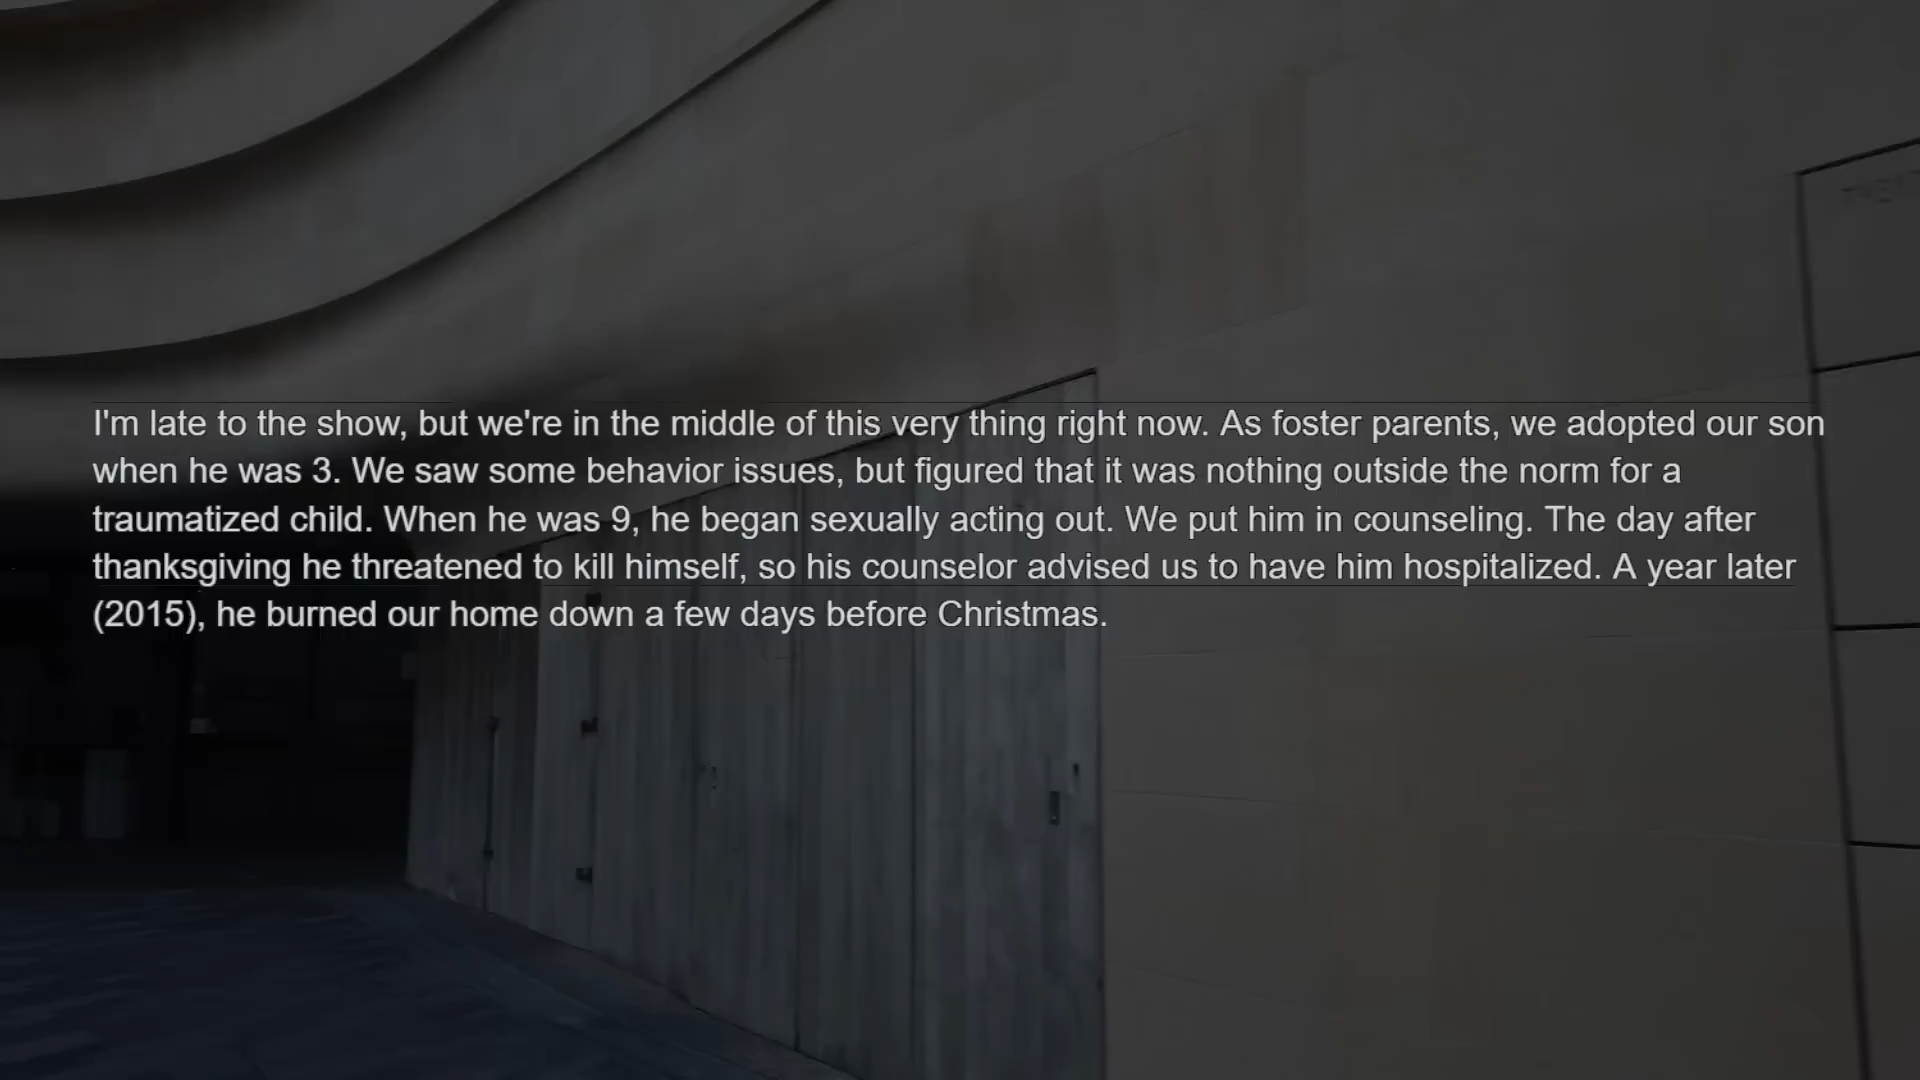 I'm late to the show, but we're in the middle of this very thing right now. As foster parents, we adopted our son
when he was 3. We saw some behavior issues, but figured that it was nothing outside the norm for a
traumatized child. When he was 9, he began sexually acting out. We put him in counseling. The day after
thanksgiving he threatened to kill himself, so his counselor advised us to have him hospitalized. A year later
(2015), he burned our home down a few days before Christmas.